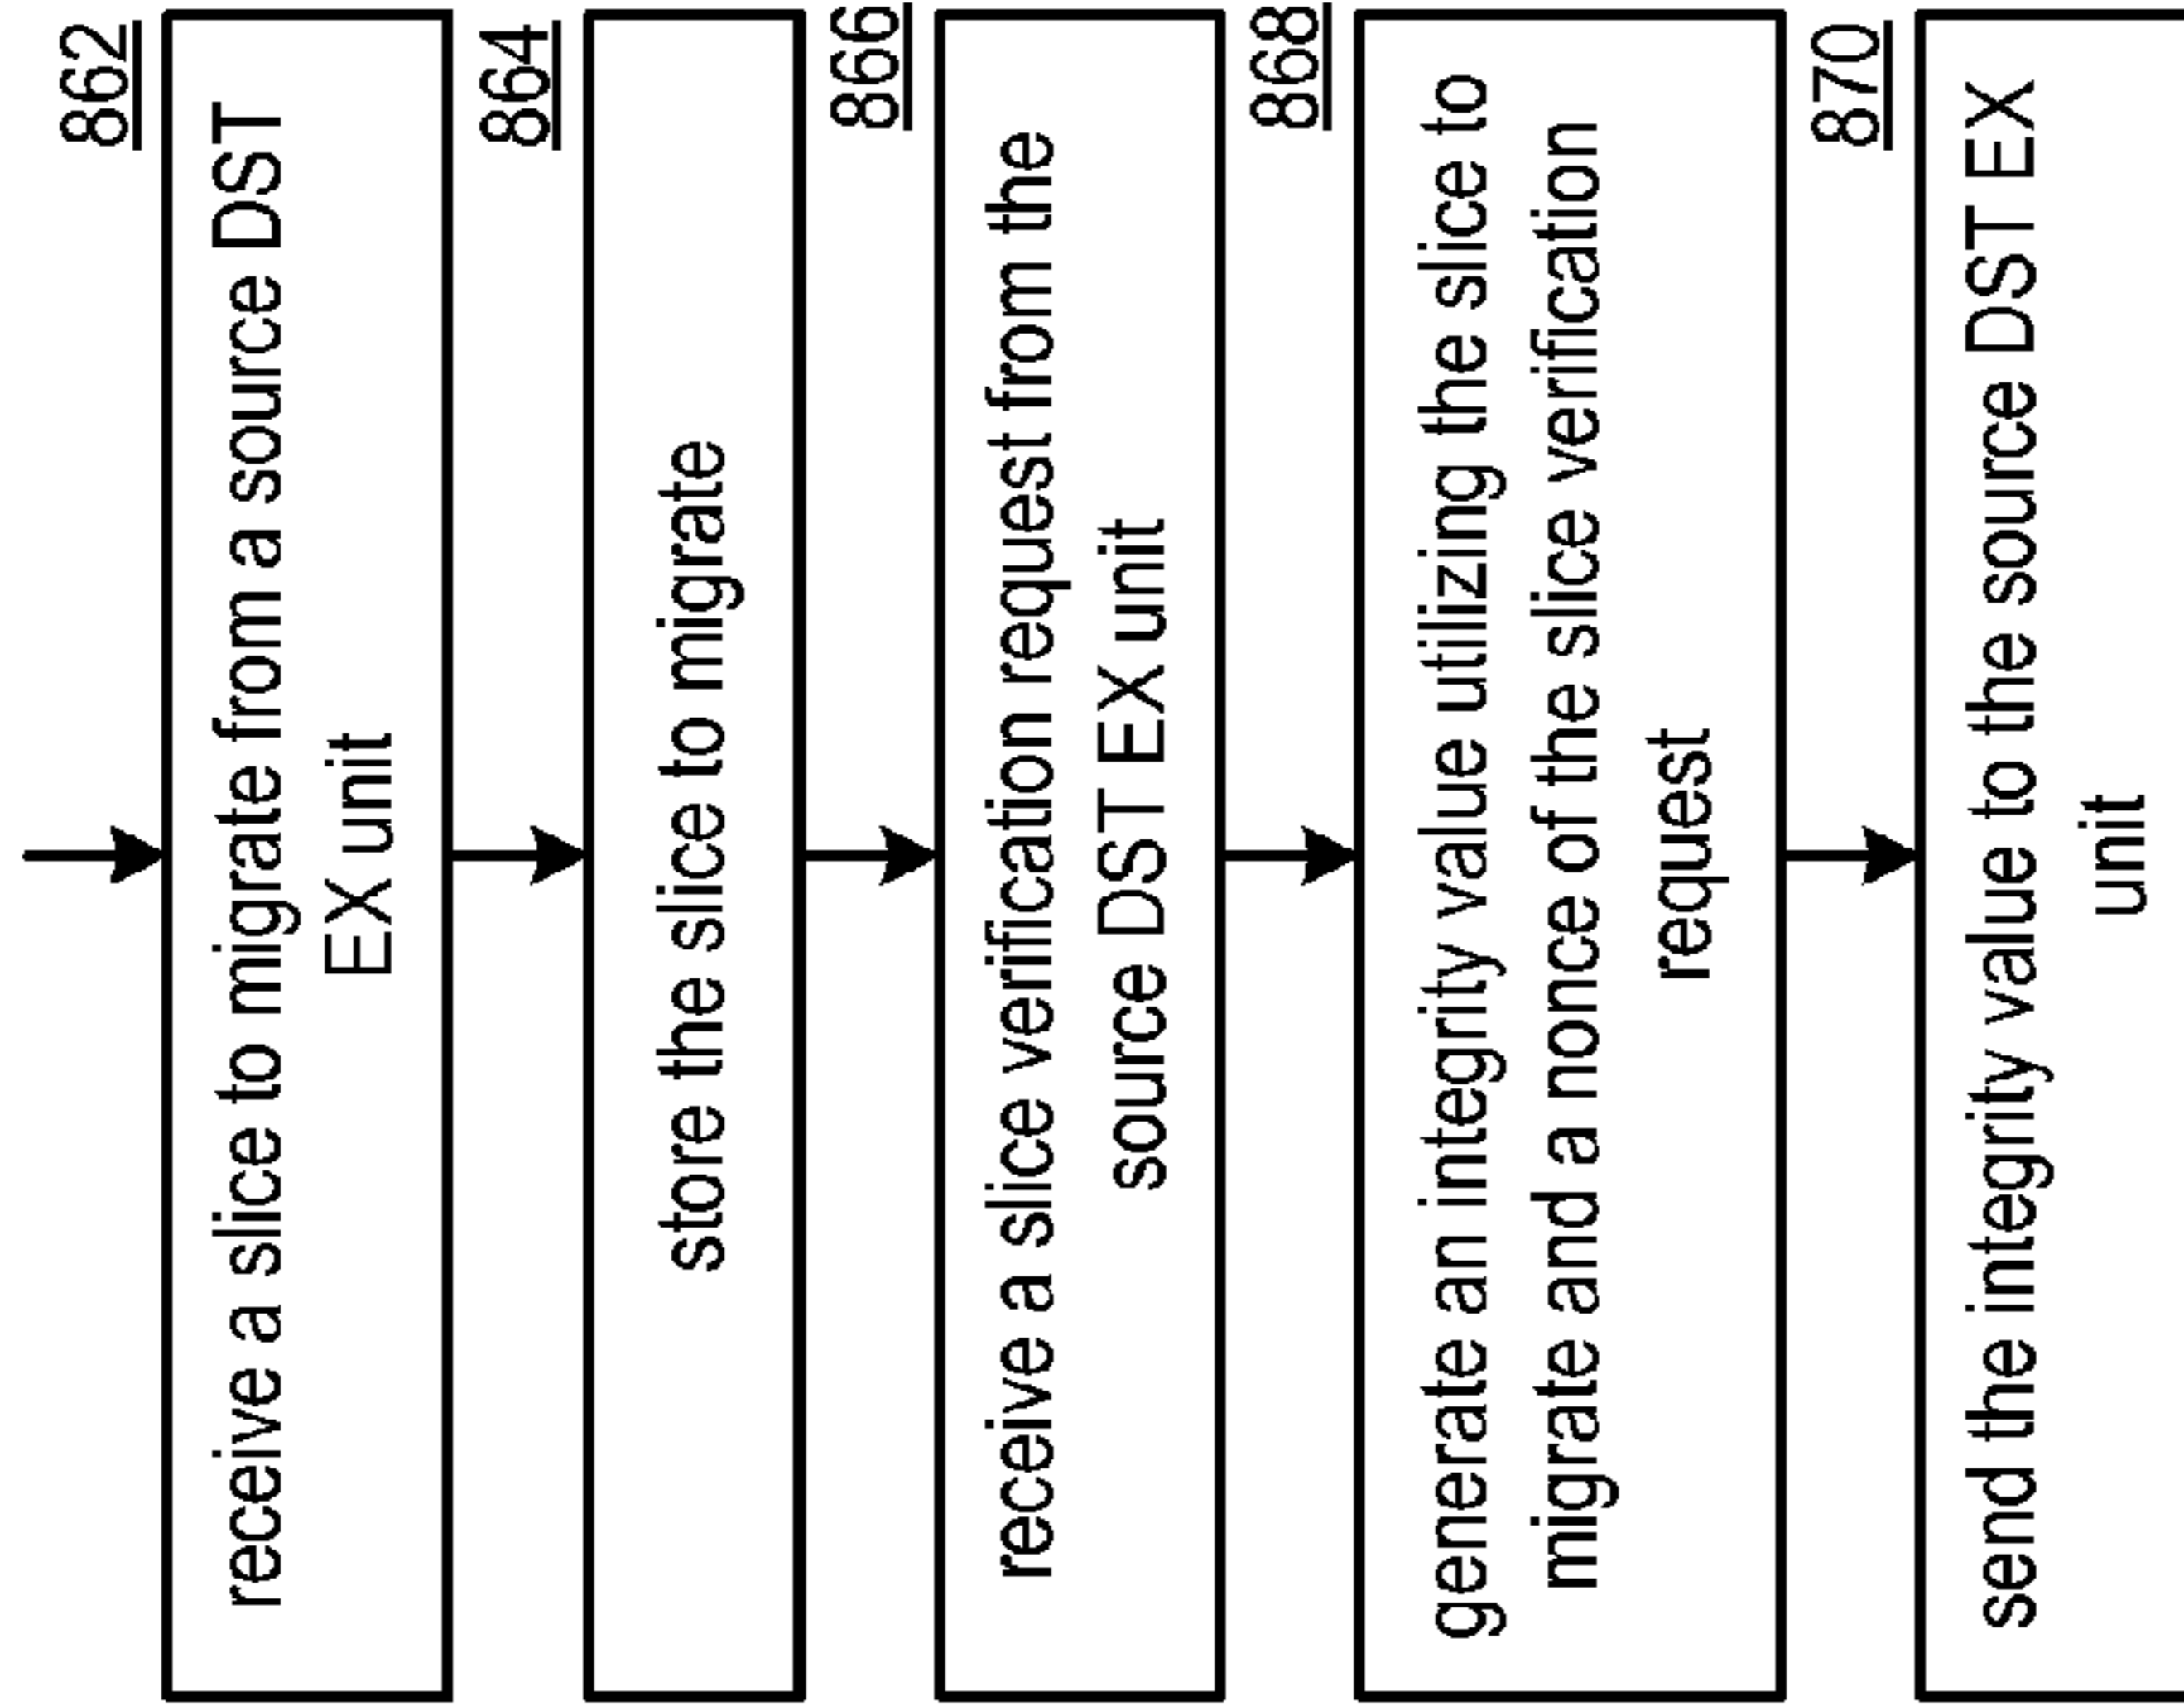 862
receive a slice to migrate from a source DST
EX unit
864
store the slice to migrate
866
receive a slice verification request from the
source DST EX unit
868
generate an integrity value utilizing the slice to
migrate and a nonce of the slice verification
request
870
send the integrity value to the source DST EX
unit